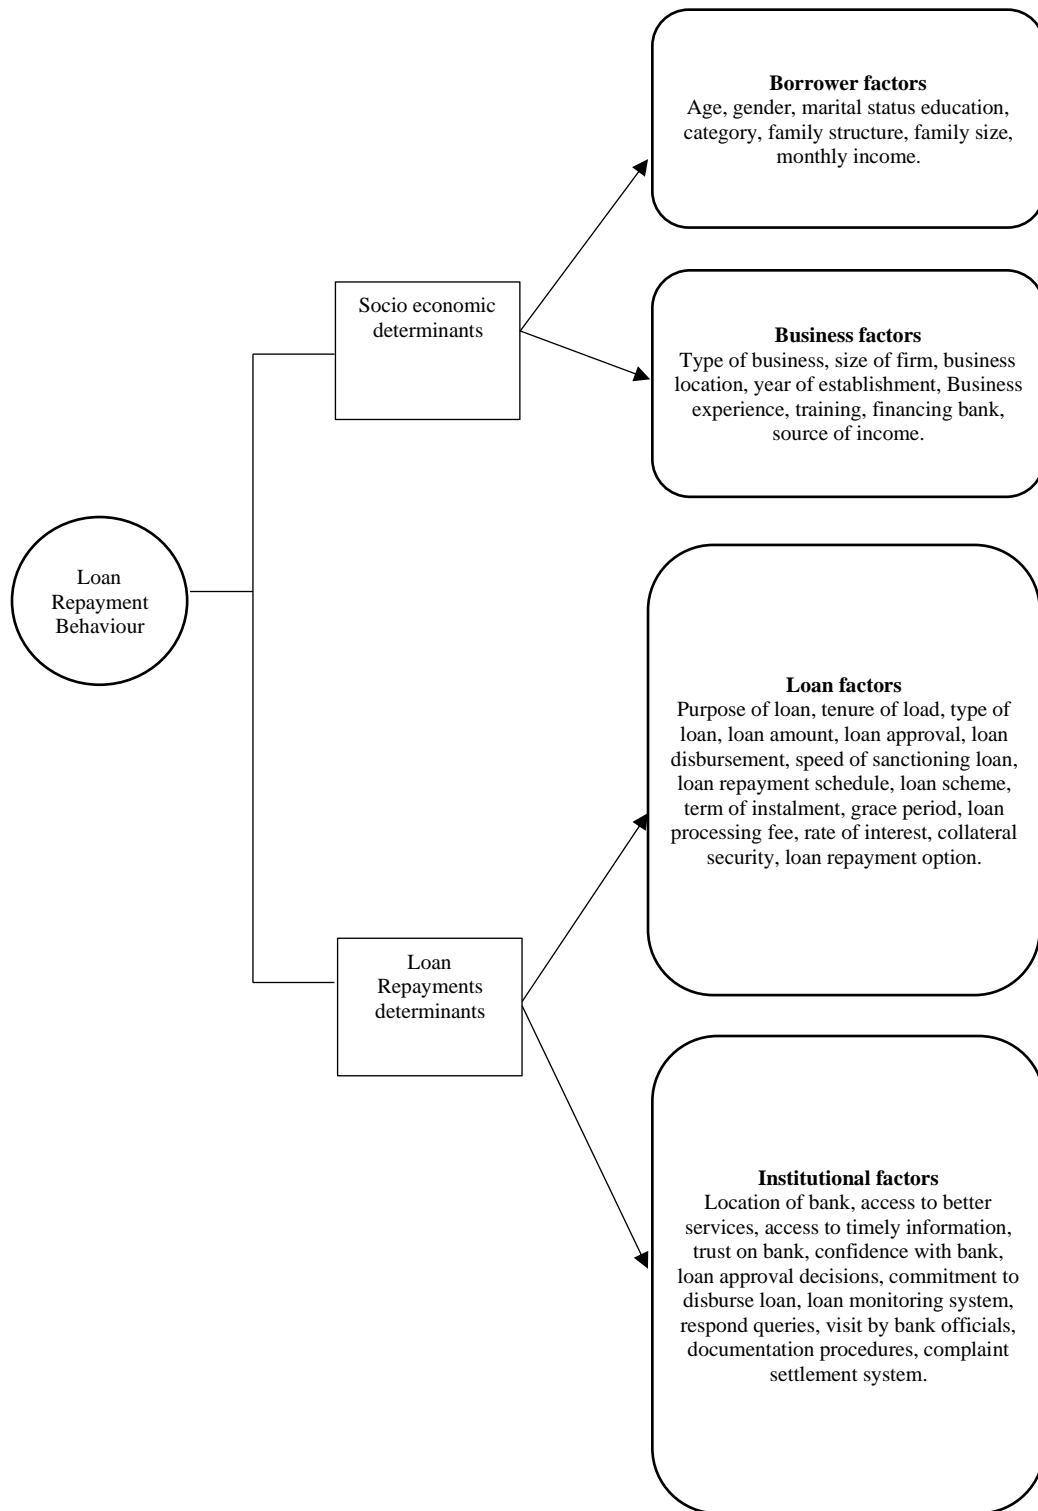 Borrower factors
Age, gender, marital status education,
category, family structure, family size,
monthly income.
Socio economic
determinants
Business factors
Type of business, size of firm, business
location, year of establishment, Business
experience, training, financing bank,
source of income.
Loan
Repayment
Behaviour
Loan factors
Purpose of loan, tenure of load, type of
loan, loan amount, loan approval, loan
disbursement, speed of sanctioning loan,
loan repayment schedule, loan scheme,
term of instalment, grace period, loan
processing fee, rate of interest, collateral
security, loan repayment option.
Loan
Repayments
determinants
Institutional factors
Location of bank, access to better
services, access to timely information,
trust on bank, confidence with bank,
loan approval decisions, commitment to
disburse loan, loan monitoring system,
respond queries, visit by bank officials,
documentation procedures, complaint
settlement system.